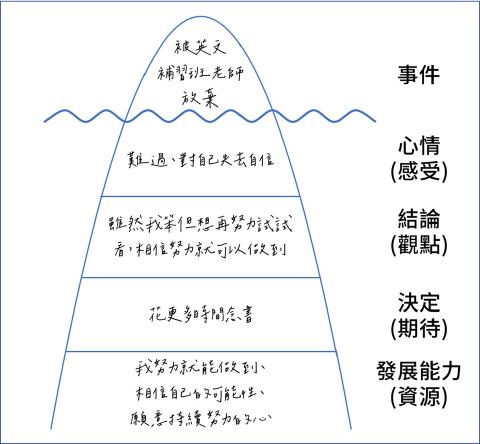 被英文
補習班老師
放棄
事件
難過、對自己失去自信
心情
(感受)
雖然我笨但想再努力試試
看，相信努力就可以做到
結論
(觀點)
花更多時間念書
決定
(期待)
我努力就能做到、
相信自己的可能性、
願意持續努力的心
發展能力
(資源)